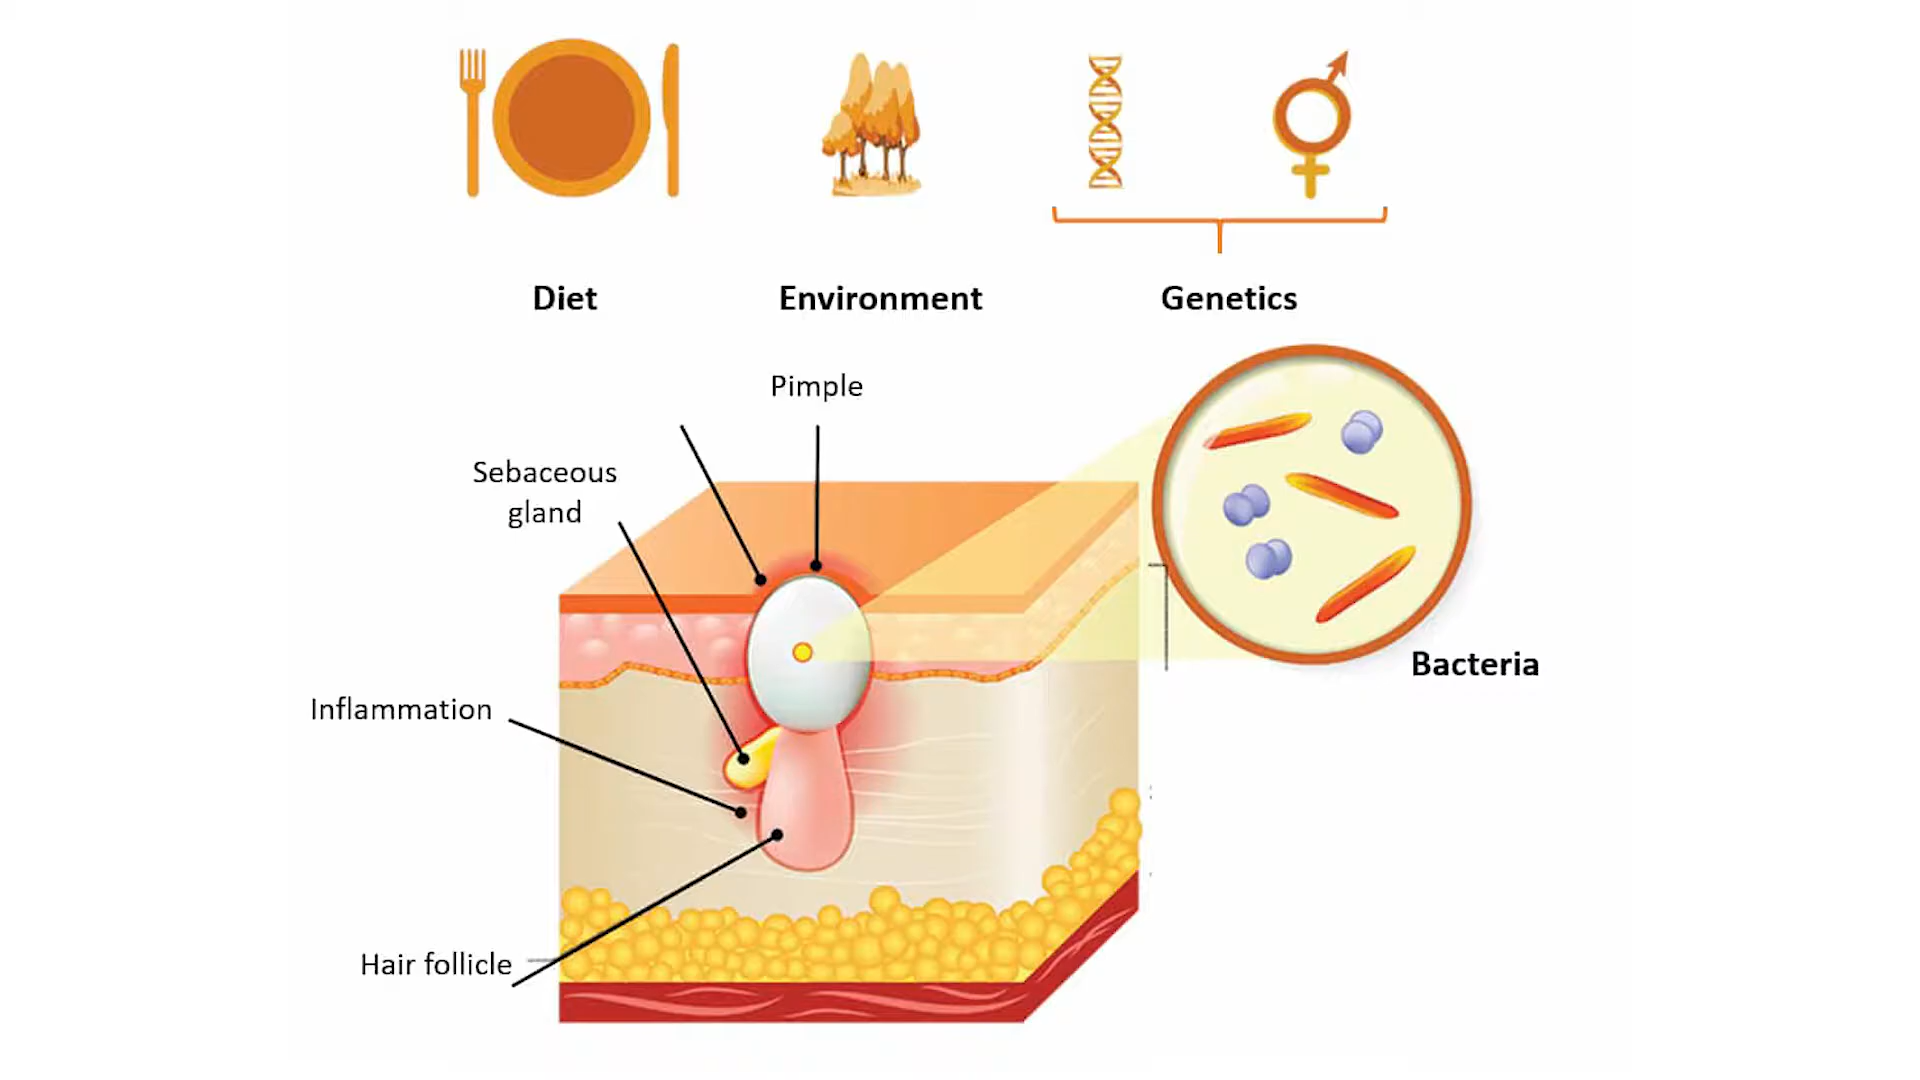 Diet
Environment
Genetics
Pimple
Sebaceous
gland
Bacteria
Inflammation
Hair follicle